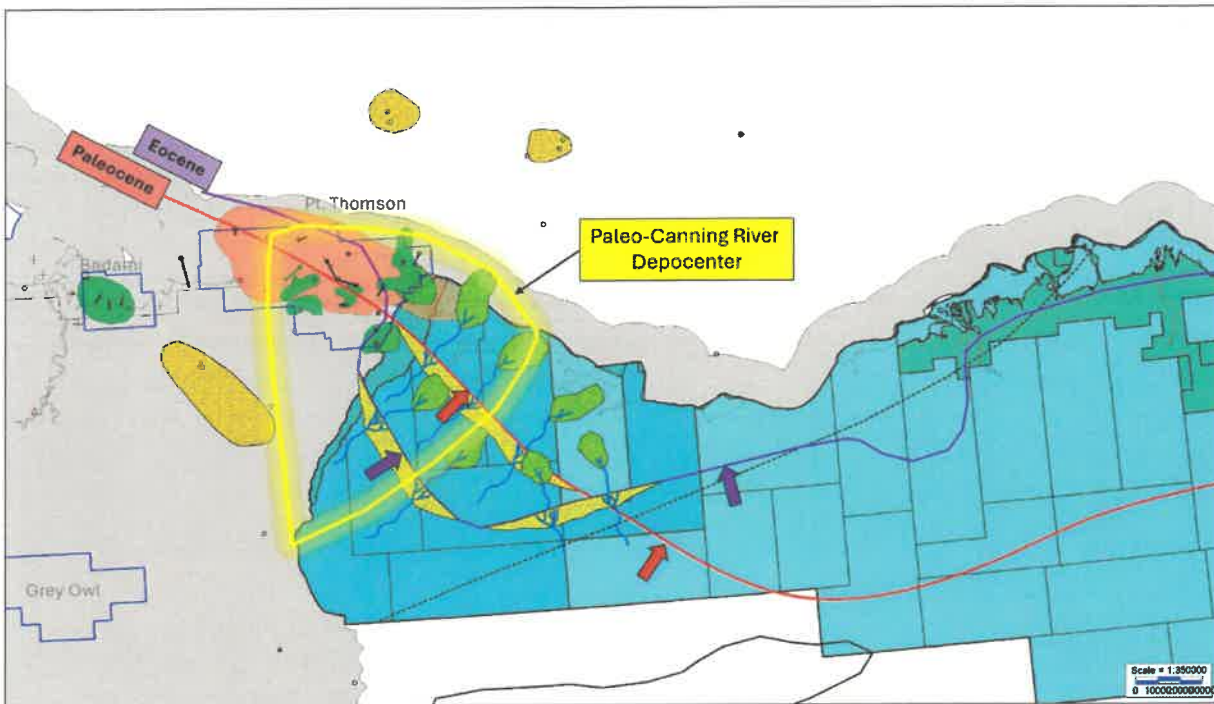 Eocene
Paleocene
Pt. Thomson
Paleo-Canning River
Depocenter
Badami
Grey Owl
Scale = 1:350000